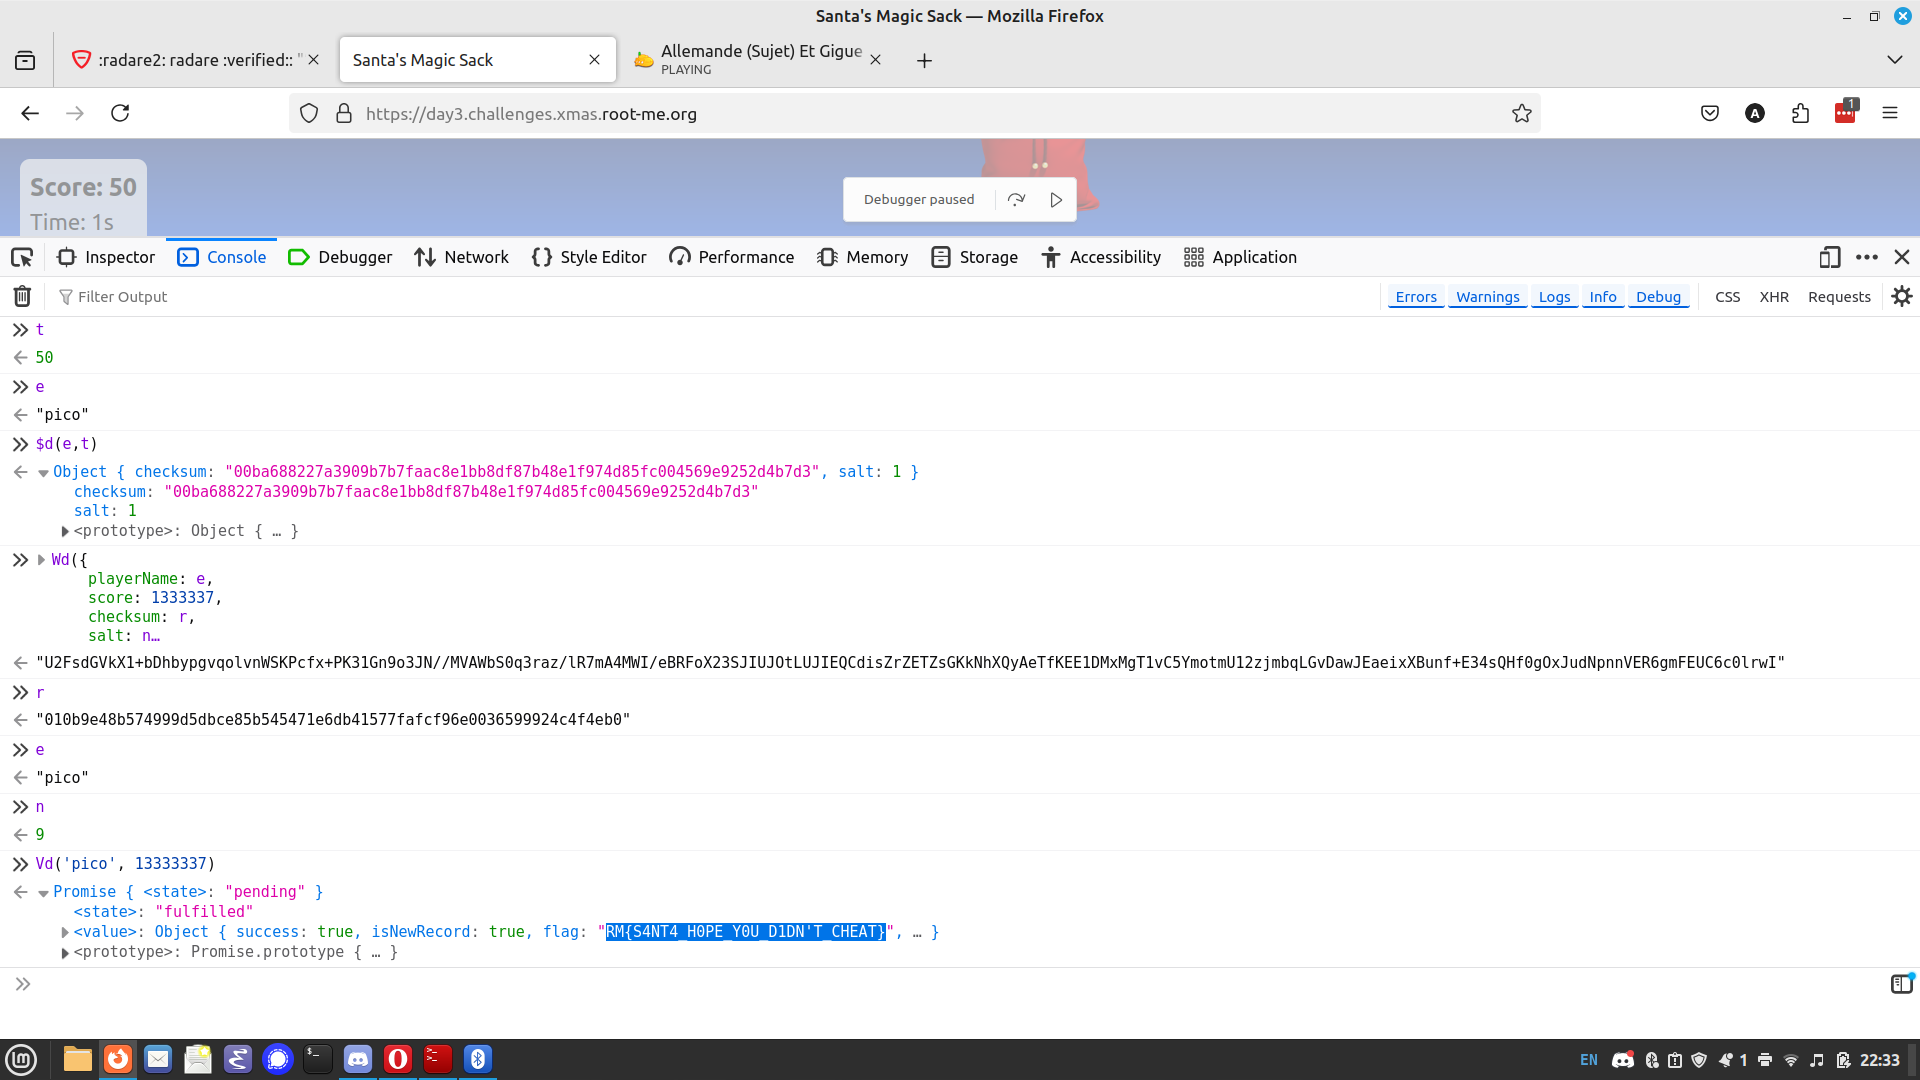 Santa's Magic Sack — Mozilla Firefox
:radare2: radare :verified:: "
Santa's Magic Sack
Allemande (Sujet) Et Gigue
PLAYING
https://day3.challenges.xmas.root-me.org
1
Score: 50
Time: 1s
Debugger paused
Inspector
Console
Debugger
Network
Style Editor
Performance
Memory
Storage
Accessibility
Application
Filter Output
Errors
Warnings
Logs
Info
Debug
CSS
XHR
Requests
t
50
e
"pico"
$d(e,t)
Object { checksum: "00ba688227a3909b7b7faac8e1bb8df87b48e1f974d85fc004569e9252d4b7d3", salt: 1 }
checksum: "00ba688227a3909b7b7faac8e1bb8df87b48e1f974d85fc004569e9252d4b7d3"
salt: 1
<prototype>: Object { … }
Wd({
playerName: e,
score: 1333337,
checksum: r,
salt: n…
"U2FsdGVkX1+bDhbypgvqolvnWSKPcfx+PK31Gn9o3JN//MVAWbS0q3raz/lR7mA4MWI/eBRFoX23SJIUJOtLUJIEQCdisZrZETZsGKkNhXQyAeTfKEE1DMxMgT1vC5YmotmU12zjmbqLGvDawJEaeixXBunf+E34sQHf0gOxJudNpnnVER6gmFEUC6c0lrwI"
r
"010b9e48b574999d5dbce85b545471e6db41577fafcf96e0036599924c4f4eb0"
e
"pico"
n
9
Vd('pico', 13333337)
Promise { <state>: "pending" }
<state>: "fulfilled"
<value>: Object { success: true, isNewRecord: true, flag: "RM{S4NT4_H0PE_Y0U_D1DN'T_CHEAT}", … }
<prototype>: Promise.prototype { … }
EN
1
22:33